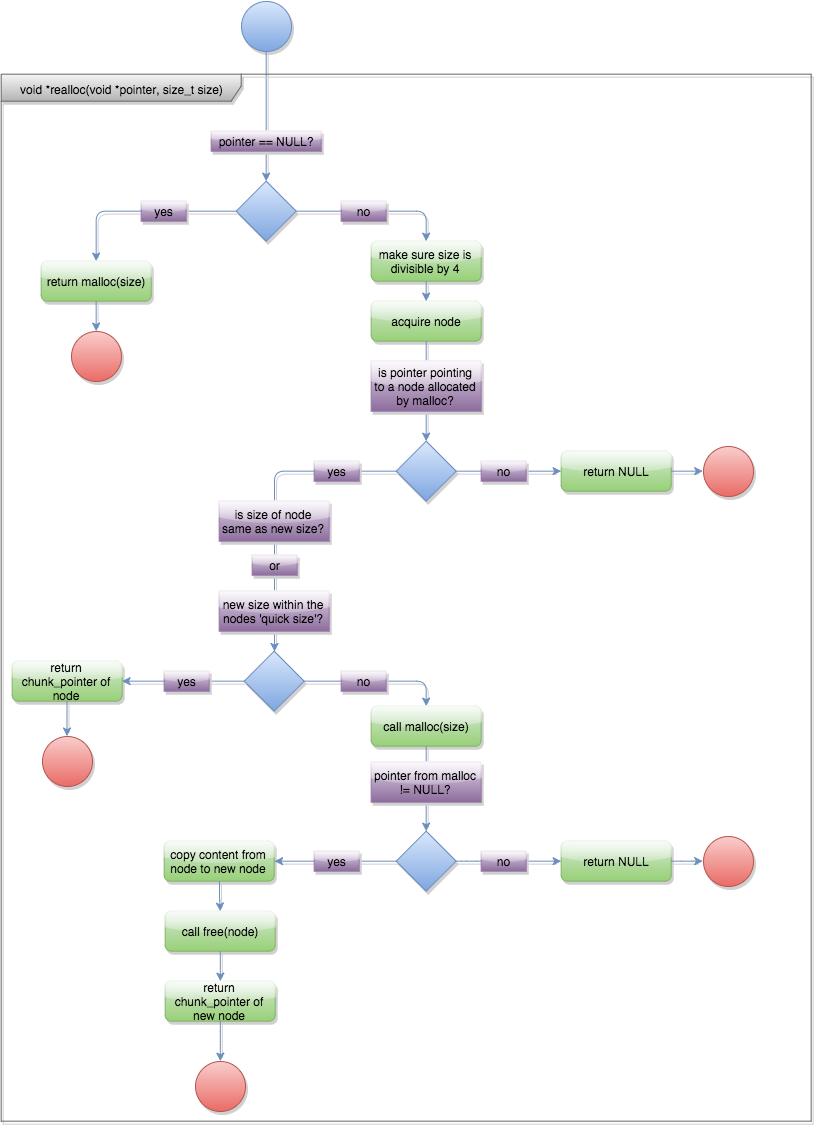 void *realloc(void *pointer, size_t size)
pointer == NULL?
yes
no
return malloc(size)
make sure size is
divisible by 4
acquire node
is pointer pointing
to a node allocated
by malloc?
yes
no
return NULL
is size of node
same as new size?
or
new size within the
nodes 'quick size'?
yes
no
return
chunk_pointer of
node
call malloc(size)
pointer from malloc
!= NULL?
yes
no
return NULL
copy content from
node to new node
call free(node)
return
chunk_pointer of
new node